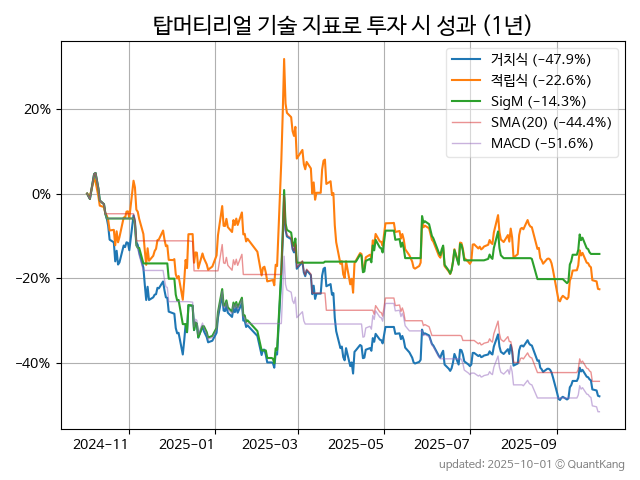 탑머티리얼 기술 지표로 투자 시 성과 (1년)
거치식 (−47.9%)
적립식 (−22.6%)
SigM (−14.3%)
SMA(20) (−44.4%)
MACD (−51.6%)
20%
0%
−20%
−40%
2024-11
2025-01
2025-03
2025-05
2025-07
2025-09
updated: 2025-10-01 © QuantKang